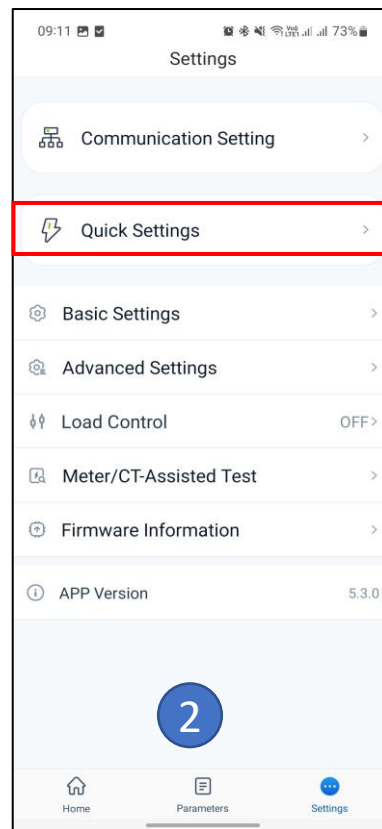 09:11 73%
Settings
Communication Setting
Quick Settings
Basic Settings
Advanced Settings
Load Control OFF
Meter/CT-Assisted Test
Firmware Information
APP Version 5.3.0
2
Home Parameters Settings